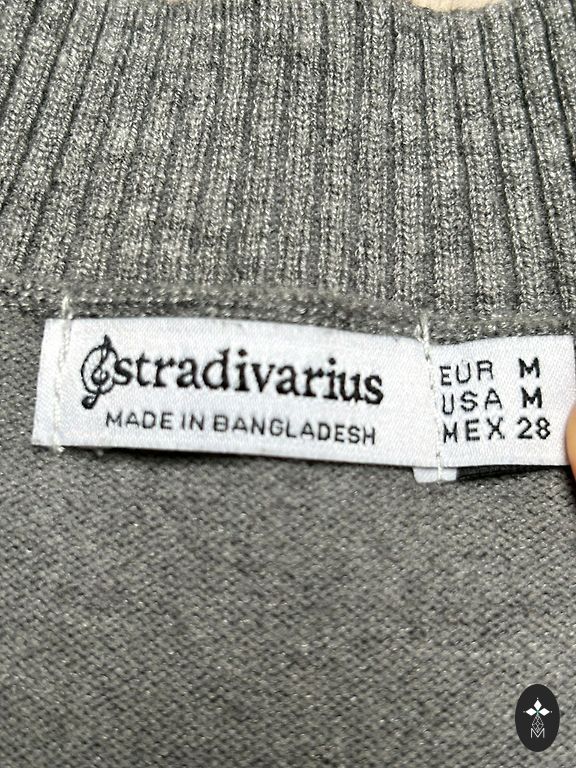 stradivarius
MADE IN BANGLADESH
EUR M
USA M
MEX 28
M